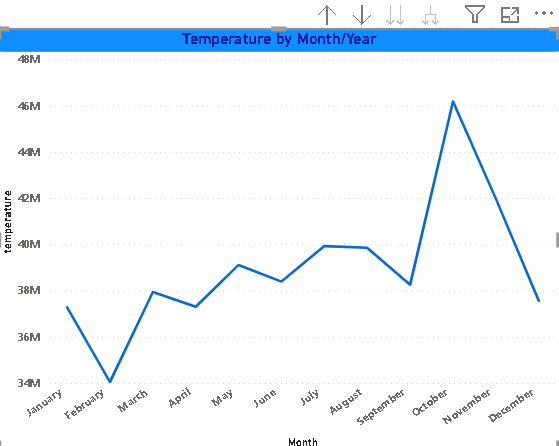 Temperature by Month/Year
48M
46M
44M
42M
40M
38M
36M
34M
temperature
January
February
March
April
May
June
July
August
September
October
November
December
Month